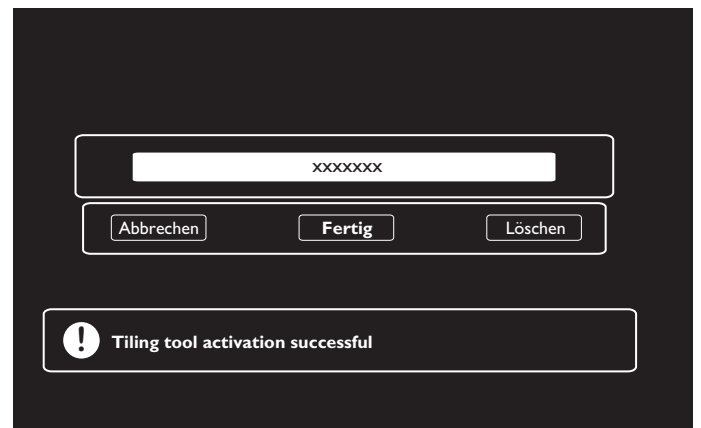 xxxxxxx
Abbrechen Fertig Löschen
! Tiling tool activation successful